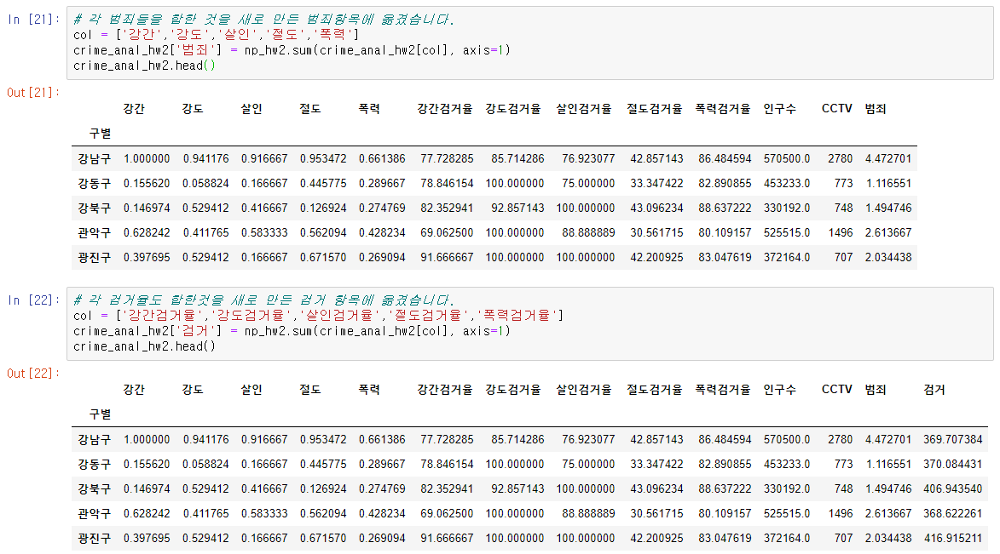 In [21]:
# 각 범죄들을 합한 것을 새로 만든 범죄항목에 옮겼습니다.
col = ['강간','강도','살인','절도','폭력']
crime_anal_hw2['범죄'] = np_hw2.sum(crime_anal_hw2[col], axis=1)
crime_anal_hw2.head()
Out[21]:
강간 강도 살인 절도 폭력 강간검거율 강도검거율 살인검거율 절도검거율 폭력검거율 인구수 CCTV 범죄
구별
강남구 1.000000 0.941176 0.916667 0.953472 0.661386 77.728285 85.714286 76.923077 42.857143 86.484594 570500.0 2780 4.472701
강동구 0.155620 0.058824 0.166667 0.445775 0.289667 78.846154 100.000000 75.000000 33.347422 82.890855 453233.0 773 1.116551
강북구 0.146974 0.529412 0.416667 0.126924 0.274769 82.352941 92.857143 100.000000 43.096234 88.637222 330192.0 748 1.494746
관악구 0.628242 0.411765 0.583333 0.562094 0.428234 69.062500 100.000000 88.888889 30.561715 80.109157 525515.0 1496 2.613667
광진구 0.397695 0.529412 0.166667 0.671570 0.269094 91.666667 100.000000 100.000000 42.200925 83.047619 372164.0 707 2.034438
In [22]:
# 각 검거율도 합한것을 새로 만든 검거 항목에 옮겼습니다.
col = ['강간검거율','강도검거율','살인검거율','절도검거율','폭력검거율']
crime_anal_hw2['검거'] = np_hw2.sum(crime_anal_hw2[col], axis=1)
crime_anal_hw2.head()
Out[22]:
강간 강도 살인 절도 폭력 강간검거율 강도검거율 살인검거율 절도검거율 폭력검거율 인구수 CCTV 범죄 검거
구별
강남구 1.000000 0.941176 0.916667 0.953472 0.661386 77.728285 85.714286 76.923077 42.857143 86.484594 570500.0 2780 4.472701 369.707384
강동구 0.155620 0.058824 0.166667 0.445775 0.289667 78.846154 100.000000 75.000000 33.347422 82.890855 453233.0 773 1.116551 370.084431
강북구 0.146974 0.529412 0.416667 0.126924 0.274769 82.352941 92.857143 100.000000 43.096234 88.637222 330192.0 748 1.494746 406.943540
관악구 0.628242 0.411765 0.583333 0.562094 0.428234 69.062500 100.000000 88.888889 30.561715 80.109157 525515.0 1496 2.613667 368.622261
광진구 0.397695 0.529412 0.166667 0.671570 0.269094 91.666667 100.000000 100.000000 42.200925 83.047619 372164.0 707 2.034438 416.915211